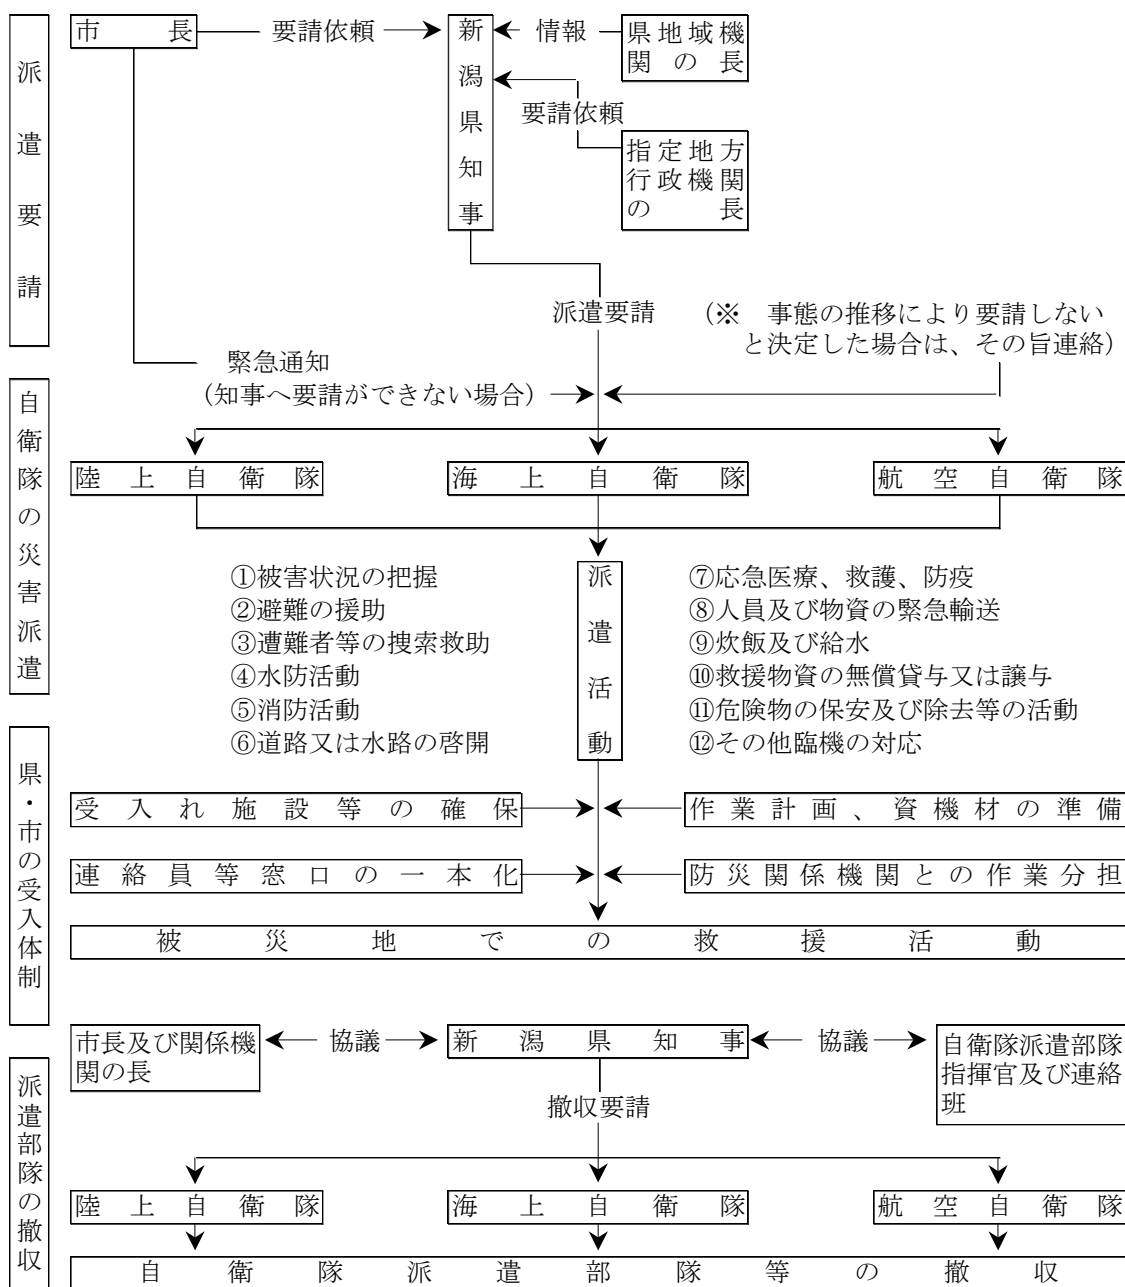 派遣要請
市長
要請依頼
新潟県知事
情報
県地域機
関の長
要請依頼
指定地方
行政機関
の長
派遣要請
(※ 事態の推移により要請しない
と決定した場合は、その旨連絡)
緊急通知
(知事へ要請ができない場合)
自衛隊の災害派遣
陸上自衛隊
海上自衛隊
航空自衛隊
派遣活動
①被害状況の把握
②避難の援助
③遭難者等の捜索救助
④水防活動
⑤消防活動
⑥道路又は水路の啓開
⑦応急医療、救護、防疫
⑧人員及び物資の緊急輸送
⑨炊飯及び給水
⑩救援物資の無償貸与又は譲与
⑪危険物の保安及び除去等の活動
⑫その他臨機の対応
県・市の受入体制
受入れ施設等の確保
作業計画、資機材の準備
連絡員等窓口の一本化
防災関係機関との作業分担
被災地での救援活動
派遣部隊の撤収
市長及び関係機
関の長
協議
新潟県知事
協議
自衛隊派遣部隊
指揮官及び連絡
班
撤収要請
陸上自衛隊
海上自衛隊
航空自衛隊
自衛隊派遣部隊等の撤収